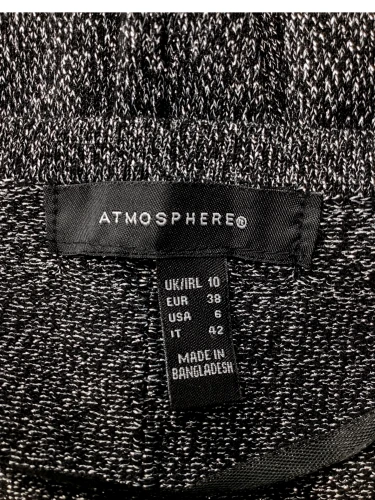 ATMOSPHERE®
UK/IRL 10
EUR 38
USA 6
IT 42
MADE IN
BANGLADESH